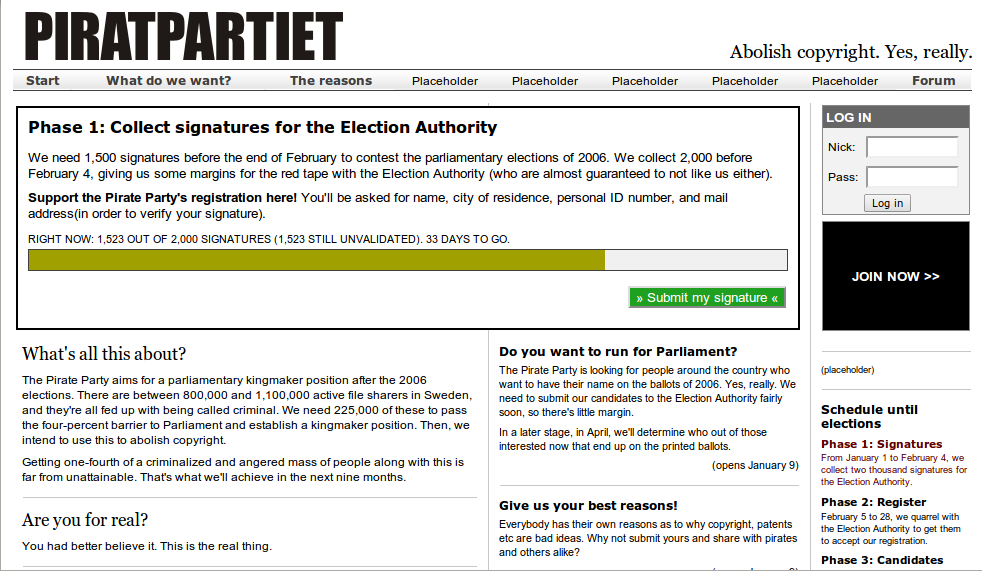 PIRATPARTIET
Abolish copyright. Yes, really.
Start What do we want? The reasons Placeholder Placeholder Placeholder Placeholder Placeholder Forum
Phase 1: Collect signatures for the Election Authority
We need 1,500 signatures before the end of February to contest the parliamentary elections of 2006. We collect 2,000 before
February 4, giving us some margins for the red tape with the Election Authority (who are almost guaranteed to not like us either).
Support the Pirate Party's registration here! You'll be asked for name, city of residence, personal ID number, and mail
address(in order to verify your signature).
RIGHT NOW: 1,523 OUT OF 2,000 SIGNATURES (1,523 STILL UNVALIDATED). 33 DAYS TO GO.
» Submit my signature «
What's all this about?
The Pirate Party aims for a parliamentary kingmaker position after the 2006
elections. There are between 800,000 and 1,100,000 active file sharers in Sweden,
and they're all fed up with being called criminal. We need 225,000 of these to pass
the four-percent barrier to Parliament and establish a kingmaker position. Then, we
intend to use this to abolish copyright.
Getting one-fourth of a criminalized and angered mass of people along with this is
far from unattainable. That's what we'll achieve in the next nine months.
Are you for real?
You had better believe it. This is the real thing.
Do you want to run for Parliament?
The Pirate Party is looking for people around the country who
want to have their name on the ballots of 2006. Yes, really. We
need to submit our candidates to the Election Authority fairly
soon, so there's little margin.
In a later stage, in April, we'll determine who out of those
interested now that end up on the printed ballots.
(opens January 9)
Give us your best reasons!
Everybody has their own reasons as to why copyright, patents
etc are bad ideas. Why not submit yours and share with pirates
and others alike?
LOG IN
Nick:
Pass:
Log in
JOIN NOW >>
(placeholder)
Schedule until
elections
Phase 1: Signatures
From January 1 to February 4, we
collect two thousand signatures for
the Election Authority.
Phase 2: Register
February 5 to 28, we quarrel with
the Election Authority to get them
to accept our registration.
Phase 3: Candidates